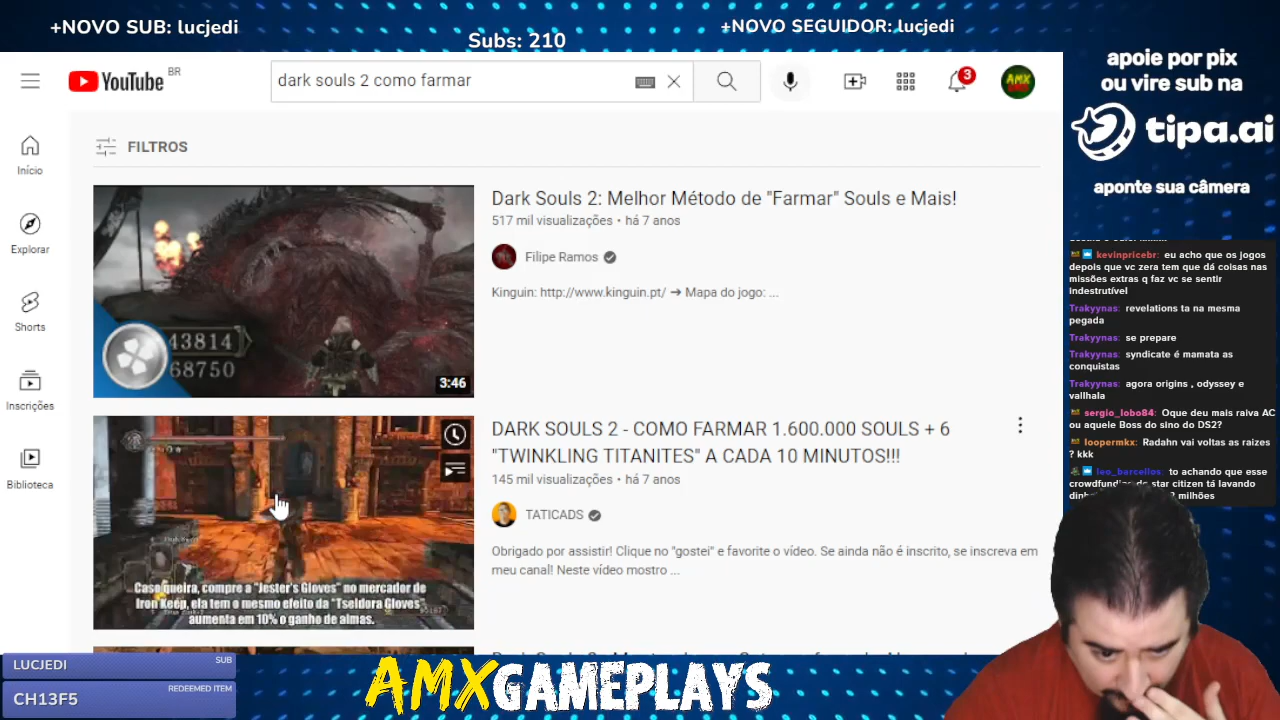 +NOVO SUB: lucjedi
Subs: 210
+NOVO SEGUIDOR: lucjedi
YouTube BR
dark souls 2 como farmar
3
AMX
Início
Explorar
Shorts
Inscrições
Biblioteca
FILTROS
Dark Souls 2: Melhor Método de "Farmar" Souls e Mais!
517 mil visualizações • há 7 anos
Filipe Ramos
Kinguin: http://www.kinguin.pt/ ➔ Mapa do jogo: ...
43814
68750
3:46
DARK SOULS 2 - COMO FARMAR 1.600.000 SOULS + 6
"TWINKLING TITANITES" A CADA 10 MINUTOS!!!
145 mil visualizações • há 7 anos
TATICADS
Obrigado por assistir! Clique no "gostei" e favorite o vídeo. Se ainda não é inscrito, se inscreva em
meu canal! Neste vídeo mostro ...
Caso queira, compre a "Jester's Gloves" no mercador de
Iron Keep, ela tem o mesmo efeito da "Tseldora Gloves",
aumenta em 10% o ganho de almas.
apoie por pix
ou vire sub na
tipa.ai
aponte sua câmera
kevinpricebr: eu acho que os jogos
depois que vc zera tem que dá coisas nas
missões extras q faz vc se sentir
indestrutível
Trakyynas: revelations ta na mesma
pegada
Trakyynas: se prepare
Trakyynas: syndicate é mamata as
conquistas
Trakyynas: agora origins , odyssey e
vallhala
sergio_lobo84: Oque deu mais raiva AC
ou aquele Boss do sino do DS2?
loopermkx: Radahn vai voltas as raizes
? kkk
leo_barcellos: to achando que esse
crowdfunding do star citizen tá lavando
milhões
LUCJEDI SUB
CH13F5 REDEEMED ITEM
AMXGAMEPLAYS